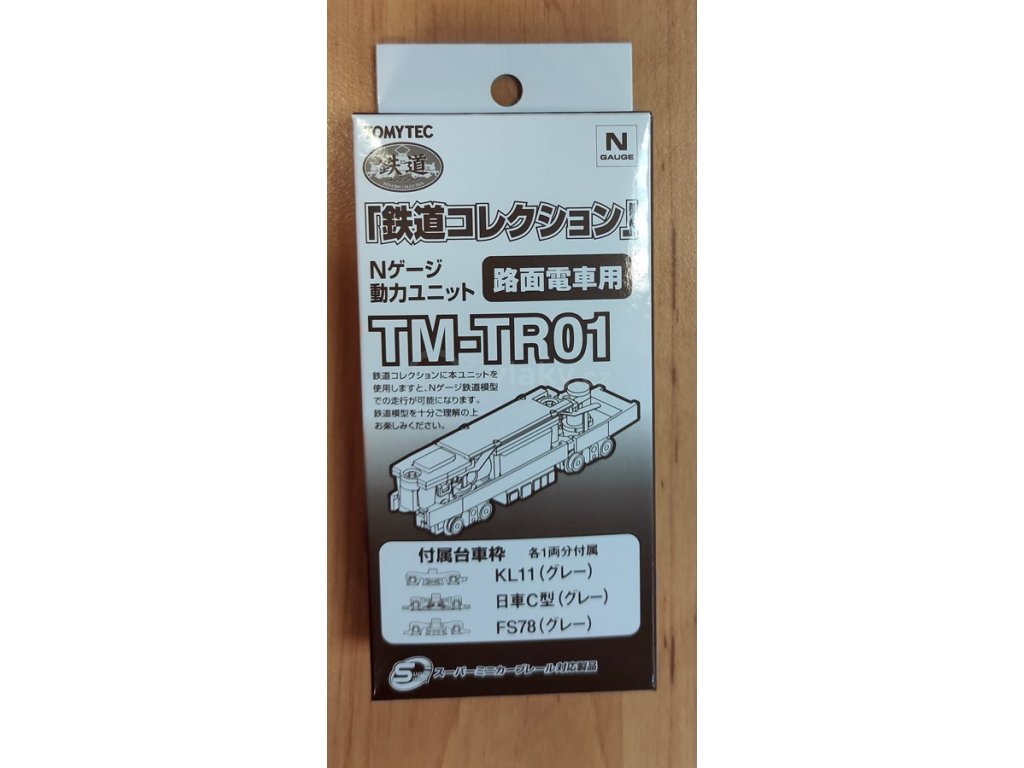 TOMYTEC
鉄道
N
GAUGE
「鉄道コレクション」
Nゲージ
動力ユニット
路面電車用
TM-TR01
鉄道コレクションに本ユニットを
使用しますと、Nゲージ鉄道模型
での走行が可能になります。
鉄道模型を十分ご理解の上
お楽しみください。
付属台車枠 各1両分付属
KL11(グレー)
日車C型(グレー)
FS78(グレー)
スーパーミニカーブレール対応製品